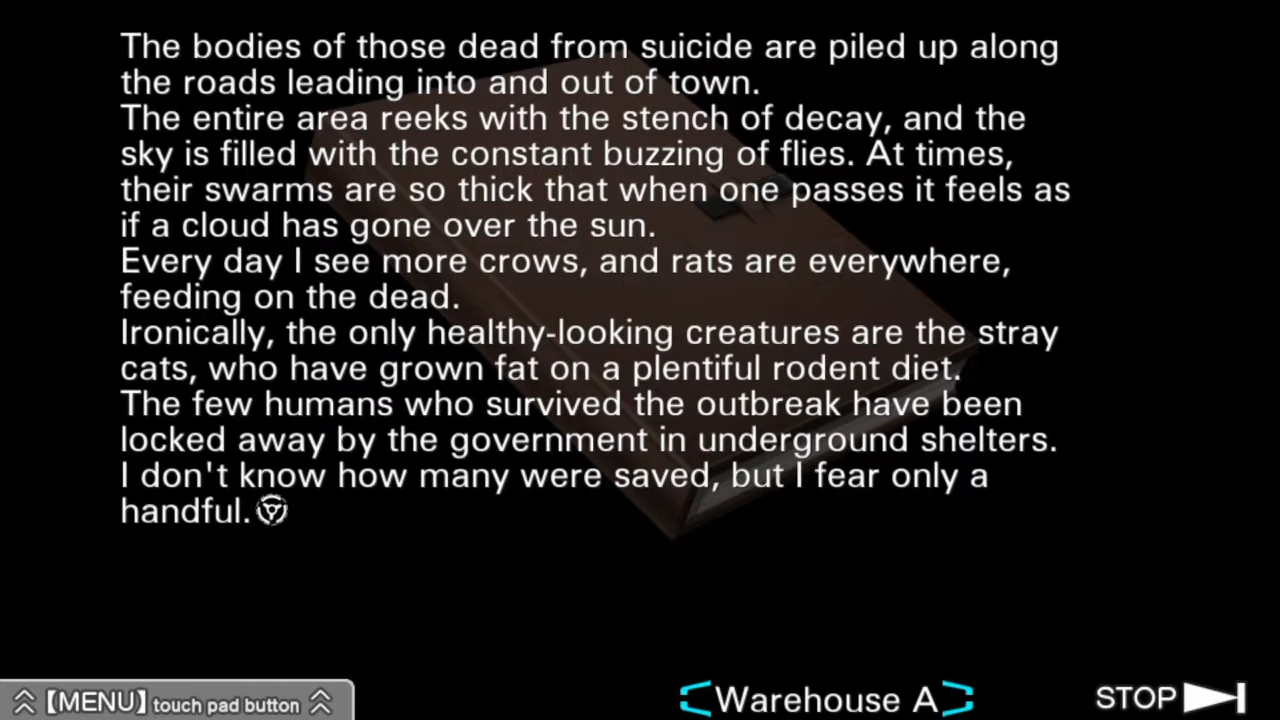 The bodies of those dead from suicide are piled up along
the roads leading into and out of town.
The entire area reeks with the stench of decay, and the
sky is filled with the constant buzzing of flies. At times,
their swarms are so thick that when one passes it feels as
if a cloud has gone over the sun.
Every day I see more crows, and rats are everywhere,
feeding on the dead.
Ironically, the only healthy-looking creatures are the stray
cats, who have grown fat on a plentiful rodent diet.
The few humans who survived the outbreak have been
locked away by the government in underground shelters.
I don't know how many were saved, but I fear only a
handful.
【MENU】 touch pad button
Warehouse A
STOP